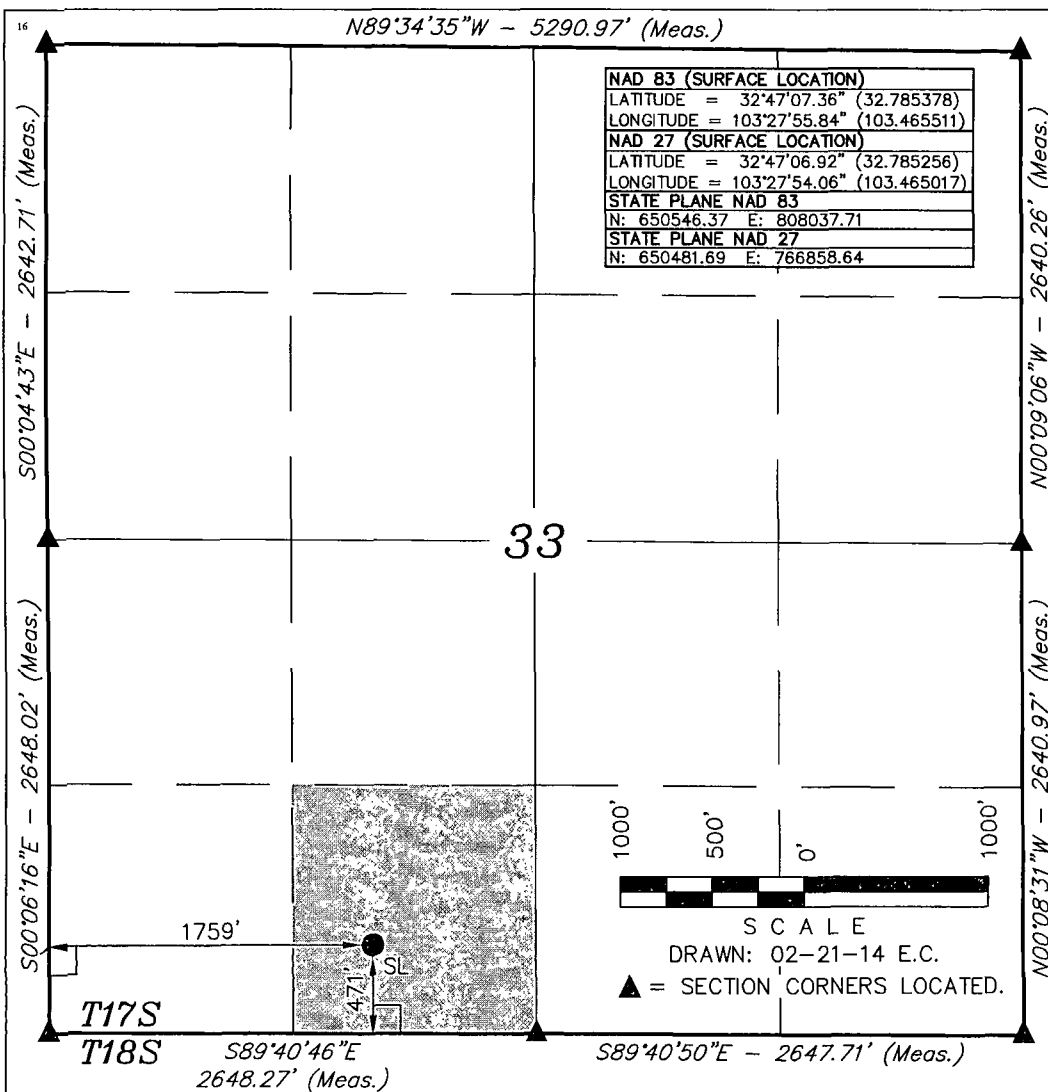 16
N89°34'35"W – 5290.97' (Meas.)
NAD 83 (SURFACE LOCATION)
LATITUDE = 32°47'07.36" (32.785378)
LONGITUDE = 103°27'55.84" (103.465511)
NAD 27 (SURFACE LOCATION)
LATITUDE = 32°47'06.92" (32.785256)
LONGITUDE = 103°27'54.06" (103.465017)
STATE PLANE NAD 83
N: 650546.37 E: 808037.71
STATE PLANE NAD 27
N: 650481.69 E: 766858.64
S00°04'43"E – 2642.71' (Meas.)
N00°09'06"W – 2640.26' (Meas.)
33
S00°06'16"E – 2648.02' (Meas.)
N00°08'31"W – 2640.97' (Meas.)
1000' 500' 0' 1000'
SCALE
DRAWN: 02–21–14 E.C.
▲ = SECTION CORNERS LOCATED.
1759'
SL
471'
T17S
T18S
S89°40'46"E
2648.27' (Meas.)
S89°40'50"E – 2647.71' (Meas.)